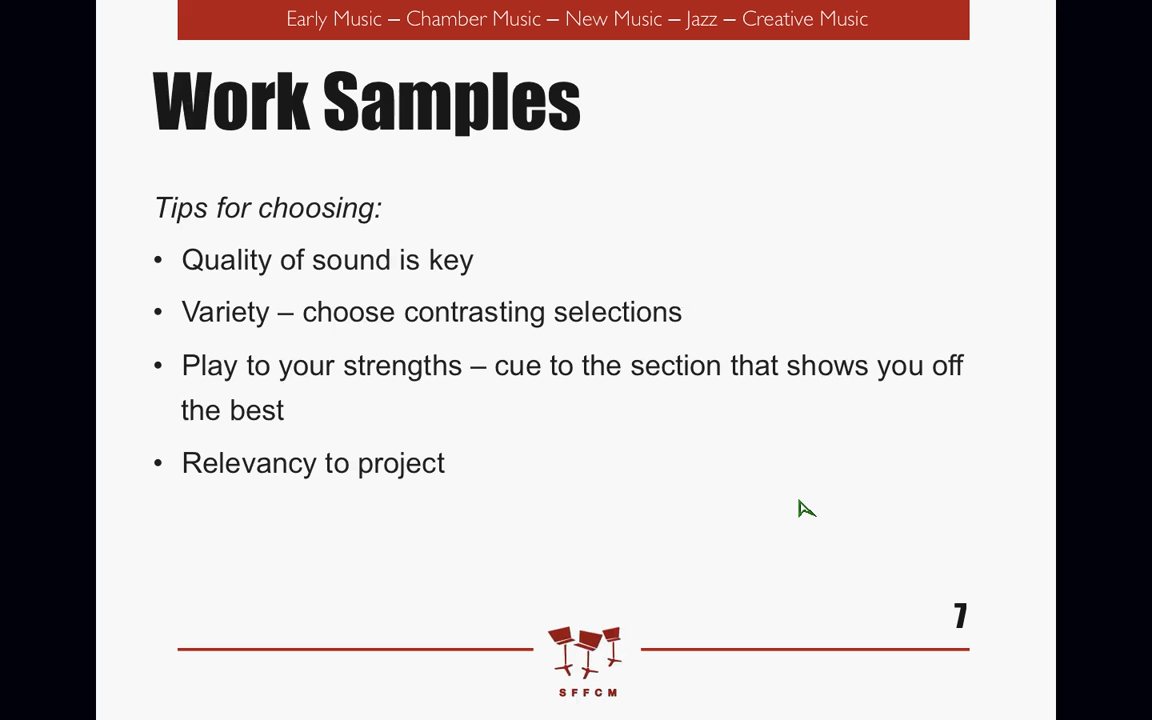 Early Music – Chamber Music – New Music – Jazz – Creative Music
Work Samples
Tips for choosing:
• Quality of sound is key
• Variety – choose contrasting selections
• Play to your strengths – cue to the section that shows you off
the best
• Relevancy to project
7
SFFCM